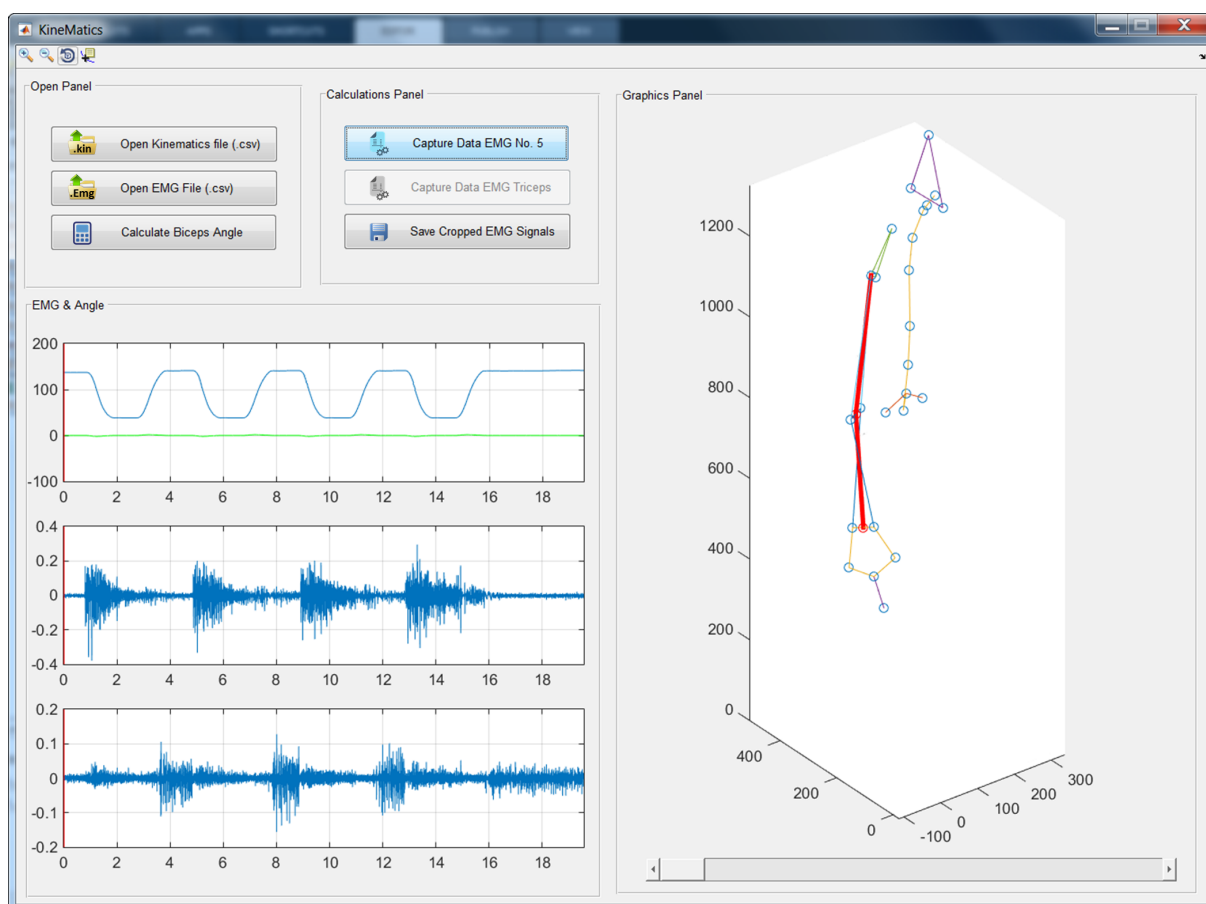 KineMatics
Open Panel
.kin Open Kinematics file (.csv)
.Emg Open EMG File (.csv)
Calculate Biceps Angle
Calculations Panel
Capture Data EMG No. 5
Capture Data EMG Triceps
Save Cropped EMG Signals
EMG & Angle
200
100
0
-100
0 2 4 6 8 10 12 14 16 18
0.4
0.2
0
-0.2
-0.4
0 2 4 6 8 10 12 14 16 18
0.2
0.1
0
-0.1
-0.2
0 2 4 6 8 10 12 14 16 18
Graphics Panel
1200
1000
800
600
400
200
0
400
200
0
-100
0
100
200
300